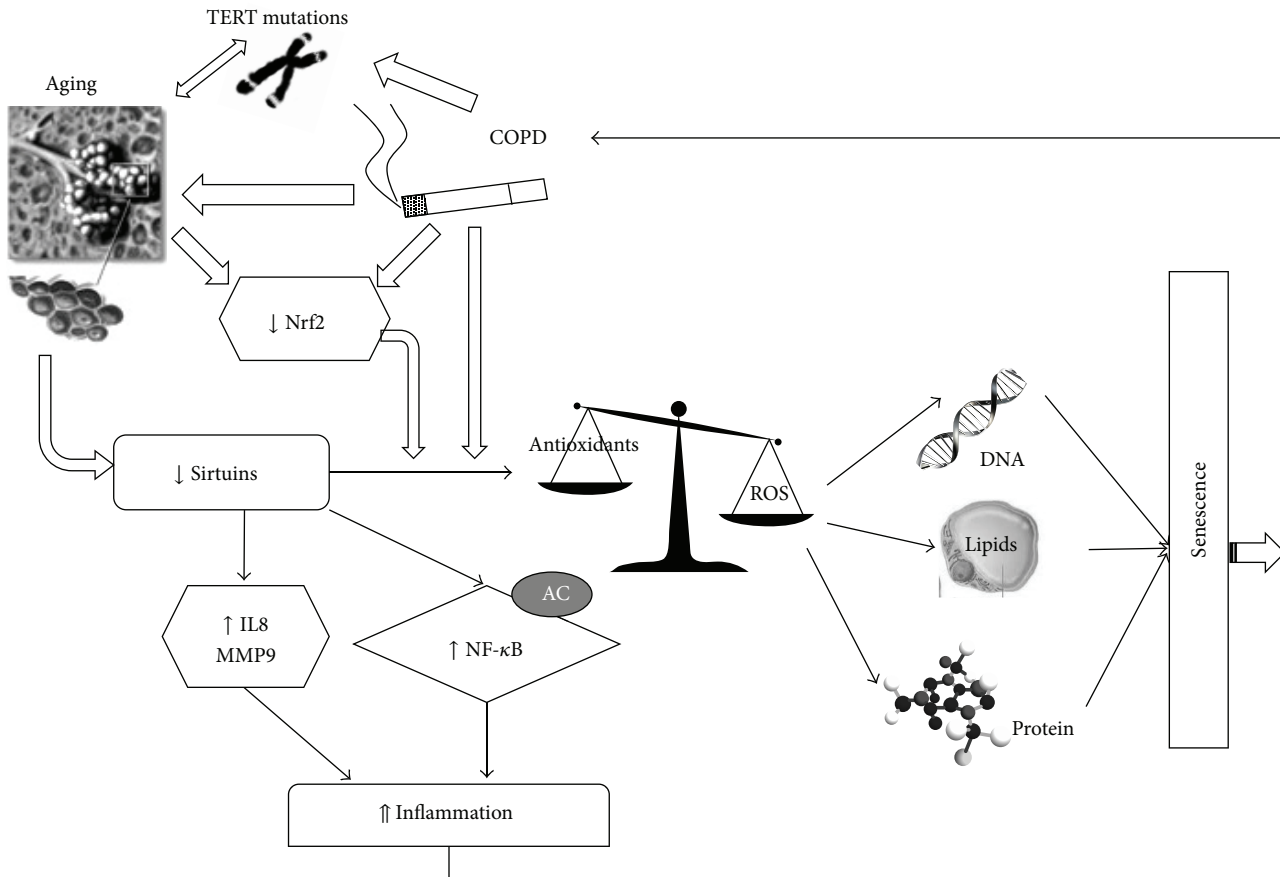 TERT mutations
Aging
COPD
↓ Nrf2
Antioxidants
ROS
DNA
↓ Sirtuins
Lipids
Senescence
AC
↑ IL8
MMP9
↑ NF-κB
Protein
⇑ Inflammation